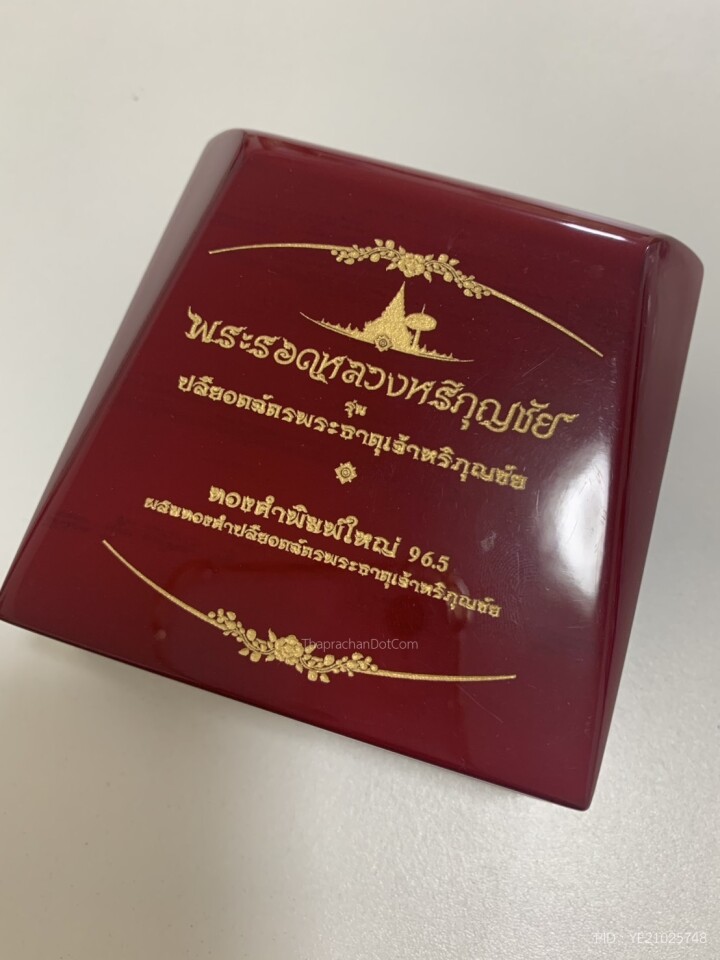 พระรอดหลวงหริภุญชัย
รุ่น
ปลียอดฉัตรพระธาตุเจ้าหริภุญชัย
ทองคำพิมพ์ใหญ่ 96.5
ผสมทองคำปลียอดฉัตรพระธาตุเจ้าหริภุญชัย
ThaprachanDotCom
MD : YE21025748